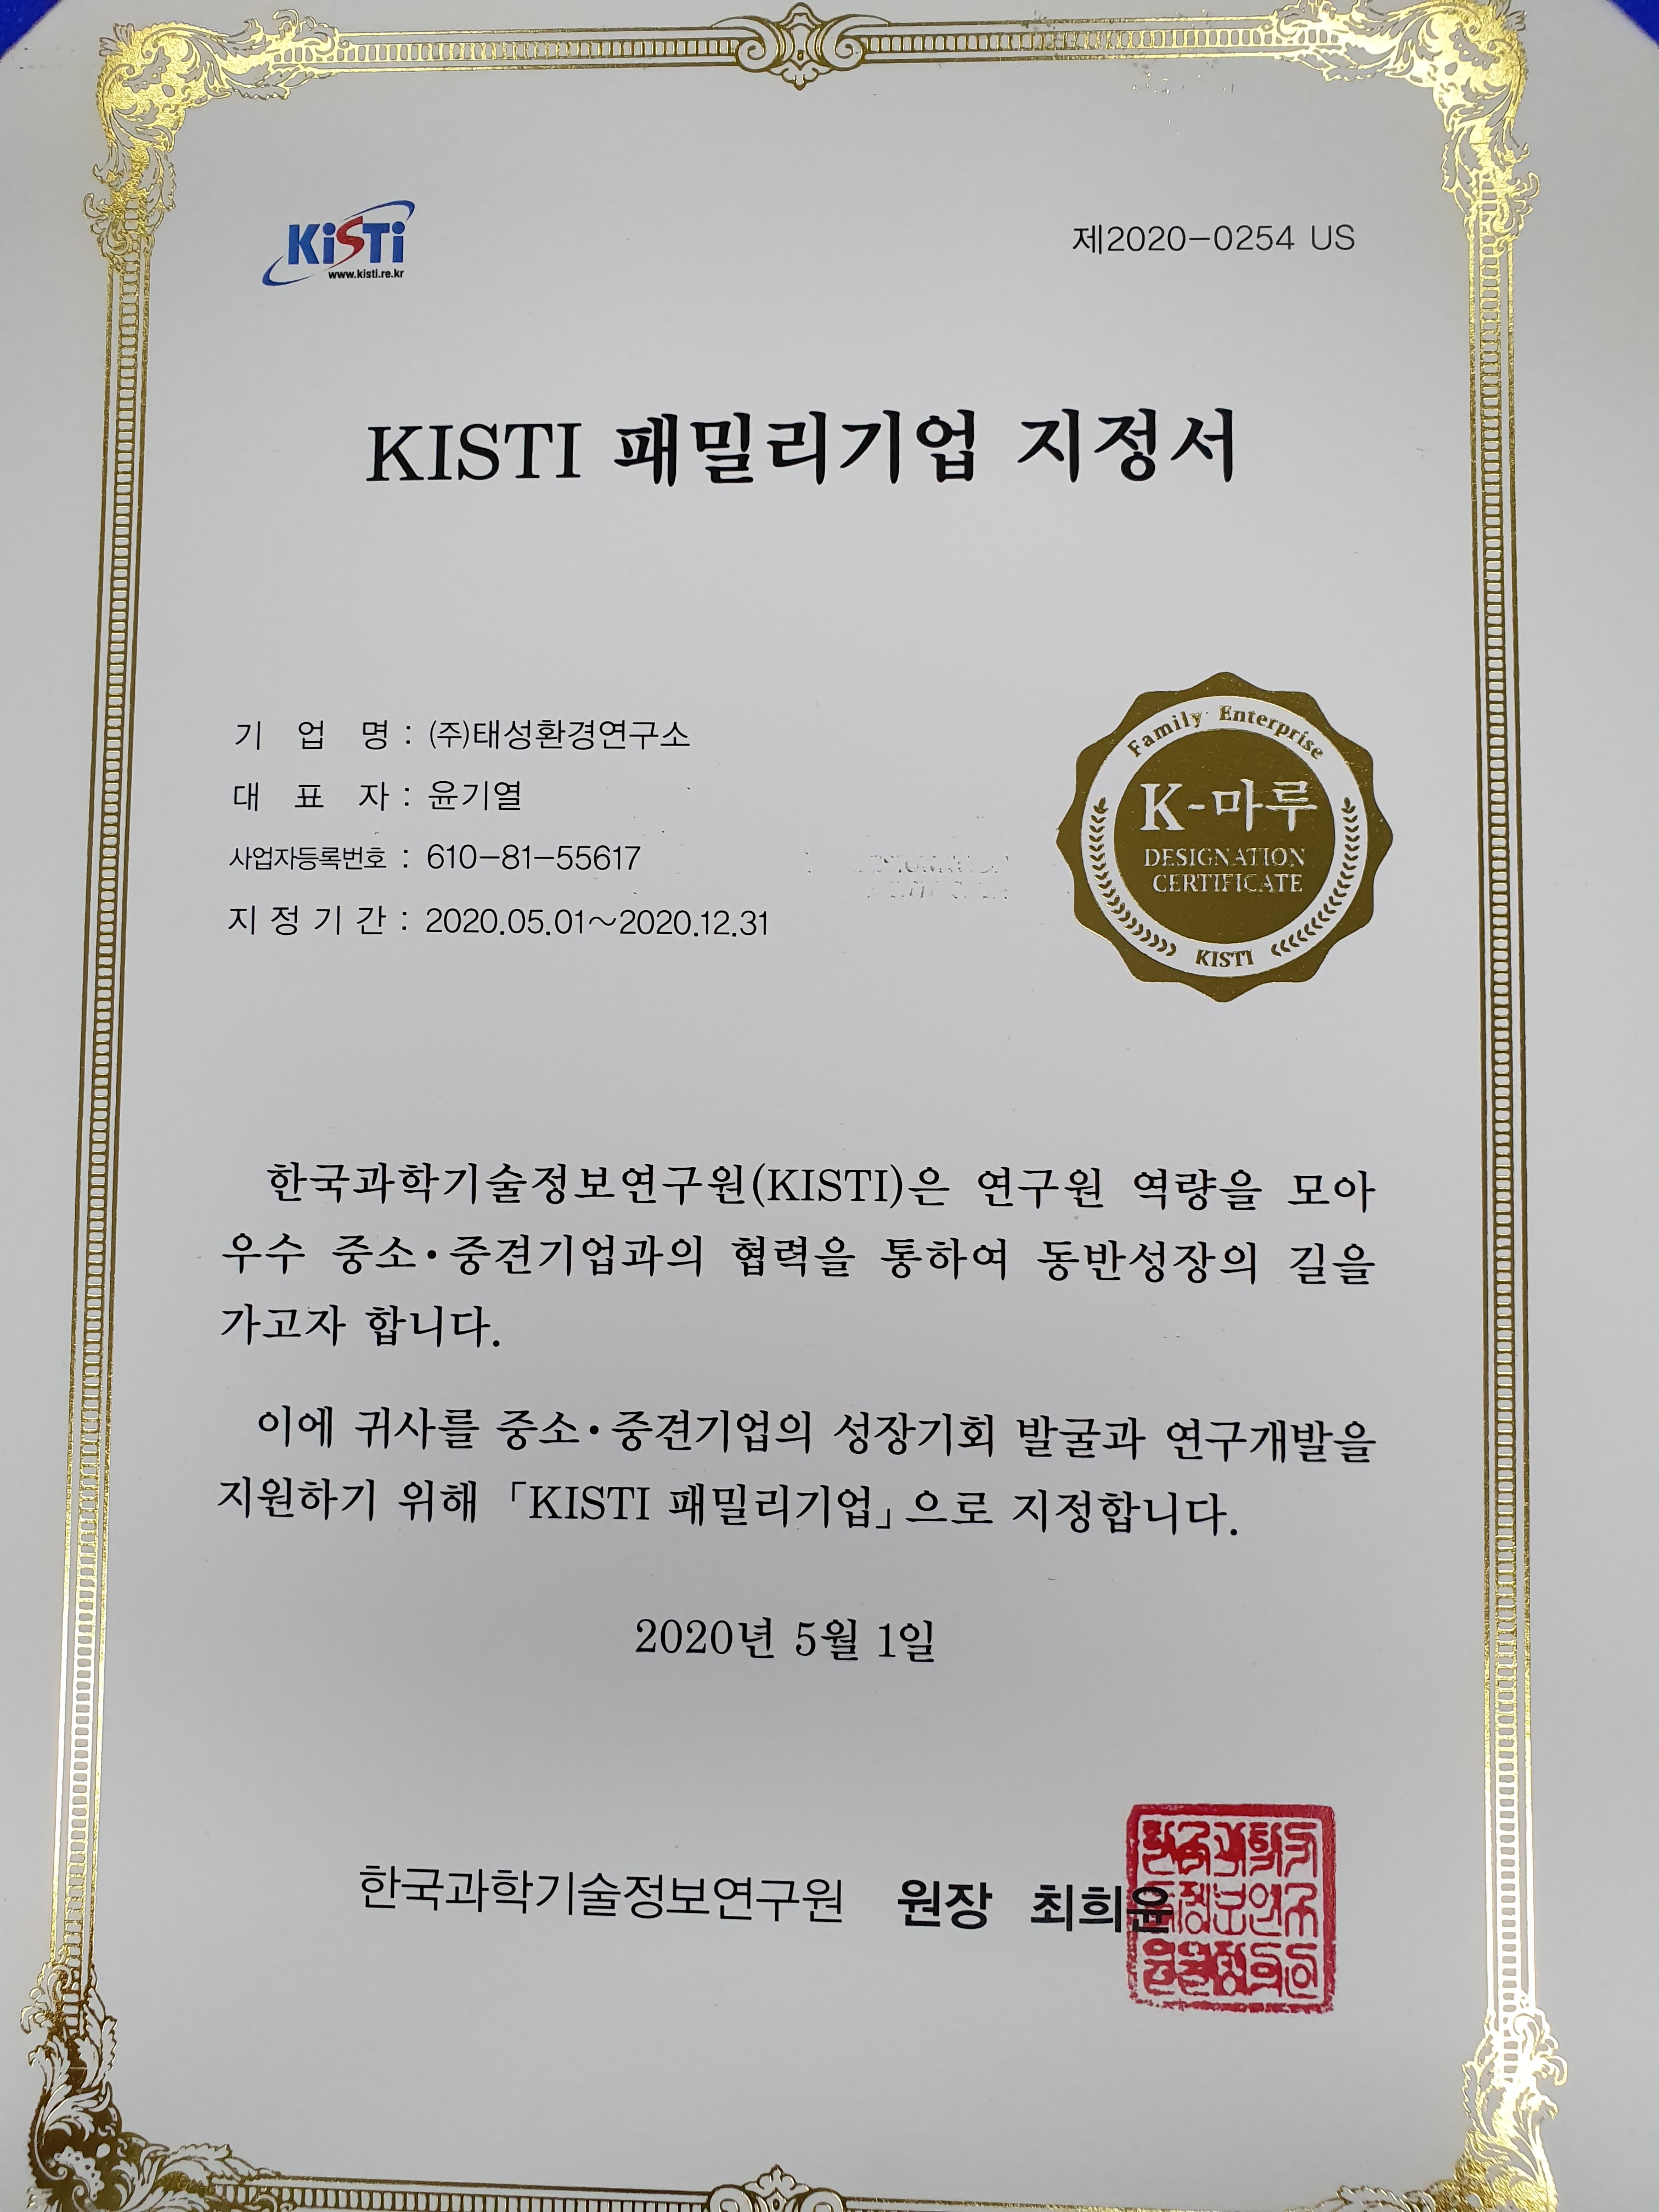 KiSTi
www.kisti.re.kr
제2020-0254 US
KISTI 패밀리기업 지정서
기 업 명 : (주)태성환경연구소
대 표 자 : 윤기열
사업자등록번호 : 610-81-55617
지정기간 : 2020.05.01~2020.12.31
Family Enterprise
K-마루
DESIGNATION
CERTIFICATE
KISTI
한국과학기술정보연구원(KISTI)은 연구원 역량을 모아
우수 중소·중견기업과의 협력을 통하여 동반성장의 길을
가고자 합니다.
이에 귀사를 중소·중견기업의 성장기회 발굴과 연구개발을
지원하기 위해 「KISTI 패밀리기업」으로 지정합니다.
2020년 5월 1일
한국과학기술정보연구원 원장 최희윤